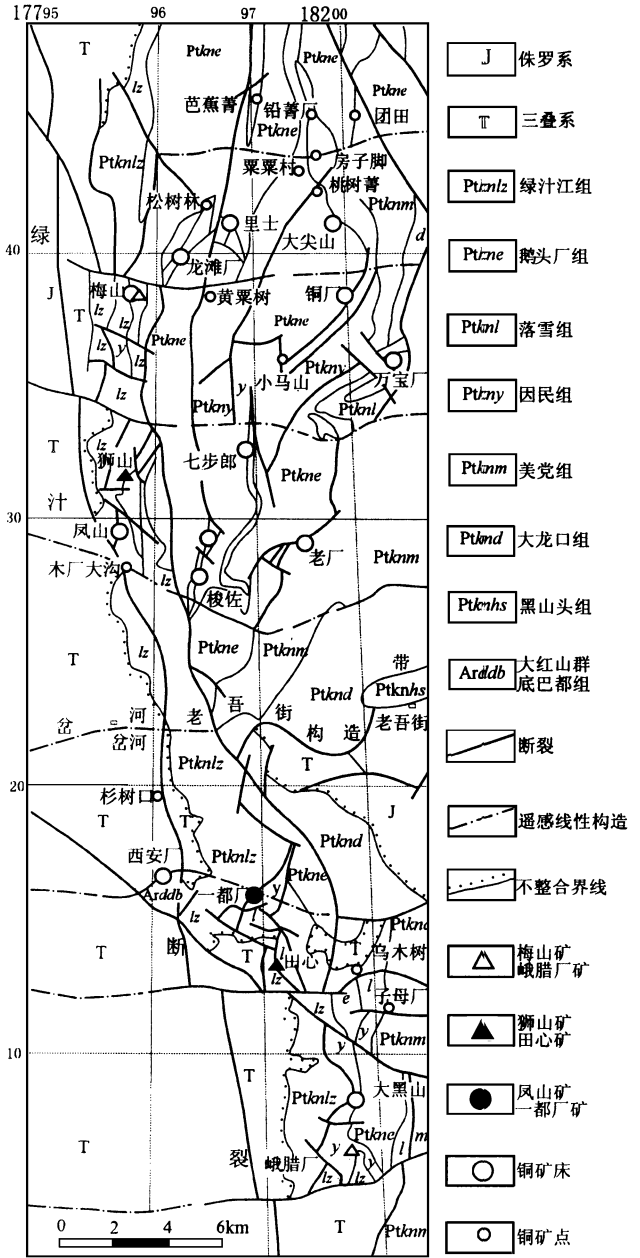 17795 96 97 18200
T
lz
Ptkne
Ptkne
Ptkne
芭蕉菁
铅菁厂
团田
Ptkne
Ptknlz
粟粟村
房子脚
桃树菁
松树林
Ptknm
里士
大尖山
绿
d
40
龙滩厂
J
梅山
黄粟树
铜厂
T
lz
lz
Ptkne
Ptkne
lz
y
lz
Ptkny
小马山
万宝厂
lz
y
Ptkny
Ptknl
T
lz
狮山
七步郎
Ptkne
汁
30
凤山
老厂
Ptknm
木厂大沟
lz
梭佐
T
lz
Ptkne
Ptknm
带
Ptknd
Ptknhs
岔
河
老
吾
街
构
造
老吾街
岔河
T
Ptknlz
20
杉树口
T
T
J
西安厂
Ptknlz
Ptknd
Arddb
一都厂
y
Ptkne
lz
l
断
T
T
l
田心
T
乌木树
lz
l
lz
e
子母厂
y
Ptknm
y
10
T
Ptknlz
大黑山
T
Ptkne
m
裂
峨腊厂
y
y
l
lz
lz
T
Ptknm
0 2 4 6km
J 侏罗系
T 三叠系
Ptknlz 绿汁江组
Ptkne 鹅头厂组
Ptknl 落雪组
Ptkny 因民组
Ptknm 美党组
Ptknd 大龙口组
Ptknhs 黑山头组
Arddb 大红山群
底巴都组
断裂
遥感线性构造
不整合界线
梅山矿
峨腊厂矿
狮山矿
田心矿
凤山矿
一都厂矿
铜矿床
铜矿点